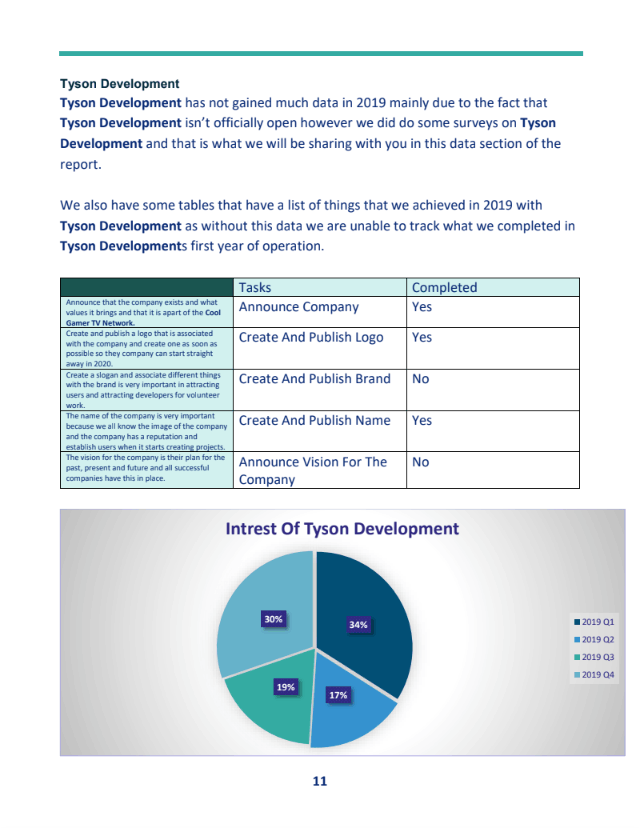 Tyson Development
Tyson Development has not gained much data in 2019 mainly due to the fact that
Tyson Development isn't officially open however we did do some surveys on Tyson
Development and that is what we will be sharing with you in this data section of the
report.
We also have some tables that have a list of things that we achieved in 2019 with
Tyson Development as without this data we are unable to track what we completed in
Tyson Developments first year of operation.
Tasks Completed
Announce that the company exists and what
values it brings and that it is apart of the Cool
Gamer TV Network.
Announce Company Yes
Create and publish a logo that is associated
with the company and create one as soon as
possible so they company can start straight
away in 2020.
Create And Publish Logo Yes
Create a slogan and associate different things
with the brand is very important in attracting
users and attracting developers for volunteer
work.
Create And Publish Brand No
The name of the company is very important
because we all know the image of the company
and the company has a reputation and
establish users when it starts creating projects.
Create And Publish Name Yes
The vision for the company is their plan for the
past, present and future and all successful
companies have this in place.
Announce Vision For The
Company
No
Intrest Of Tyson Development
30%
34%
19%
17%
2019 Q1
2019 Q2
2019 Q3
2019 Q4
11